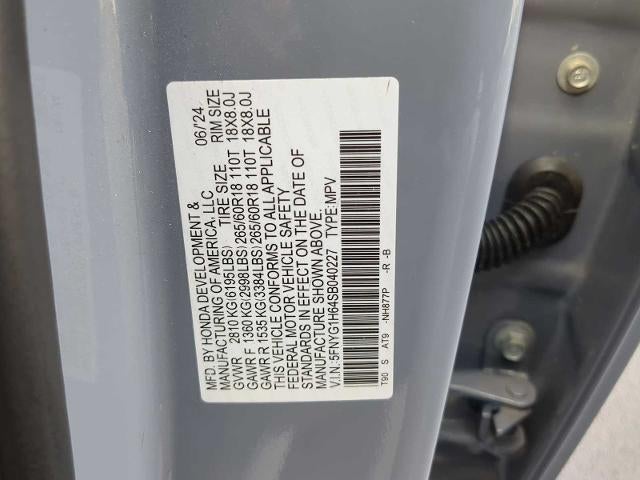 MFD. BY HONDA DEVELOPMENT & 06/'24
MANUFACTURING OF AMERICA, LLC TIRE SIZE RIM SIZE
GVWR 2810 KG(6195LBS)
GAWR F 1360 KG(2998LBS)265/60R18 110T 18X8.0J
GAWR R 1535 KG(3384LBS)265/60R18 110T 18X8.0J
THIS VEHICLE CONFORMS TO ALL APPLICABLE
FEDERAL MOTOR VEHICLE SAFETY
STANDARDS IN EFFECT ON THE DATE OF
MANUFACTURE SHOWN ABOVE.
V.I.N.:5FNYG1H64SB040227 TYPE:MPV
T90 S AT9 -NH877P -R -B
8